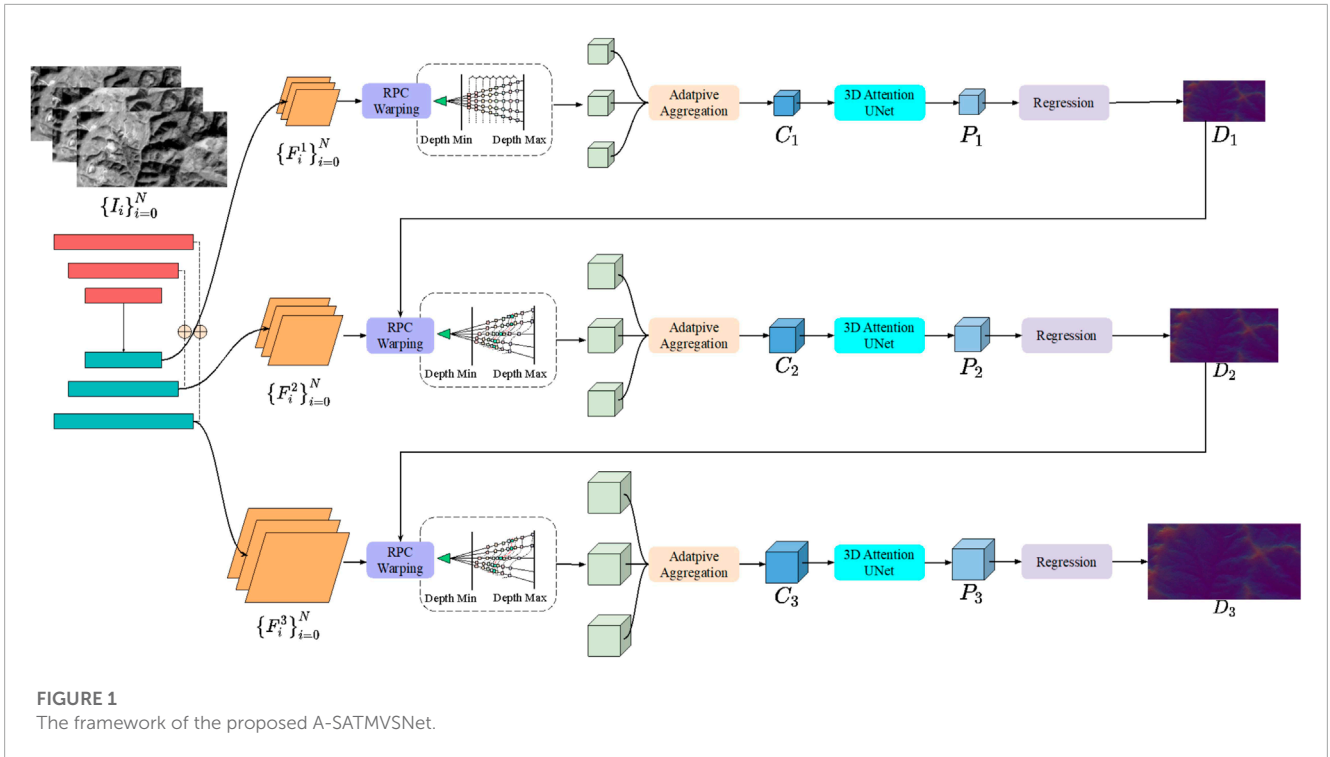 {I_i}_{i=0}^N
{F_i^1}_{i=0}^N
RPC
Warping
Depth Min
Depth Max
Adatpive
Aggregation
C_1
3D Attention
UNet
P_1
Regression
D_1
{F_i^2}_{i=0}^N
RPC
Warping
Depth Min
Depth Max
Adatpive
Aggregation
C_2
3D Attention
UNet
P_2
Regression
D_2
{F_i^3}_{i=0}^N
RPC
Warping
Depth Min
Depth Max
Adatpive
Aggregation
C_3
3D Attention
UNet
P_3
Regression
D_3
FIGURE 1
The framework of the proposed A-SATMVSNet.